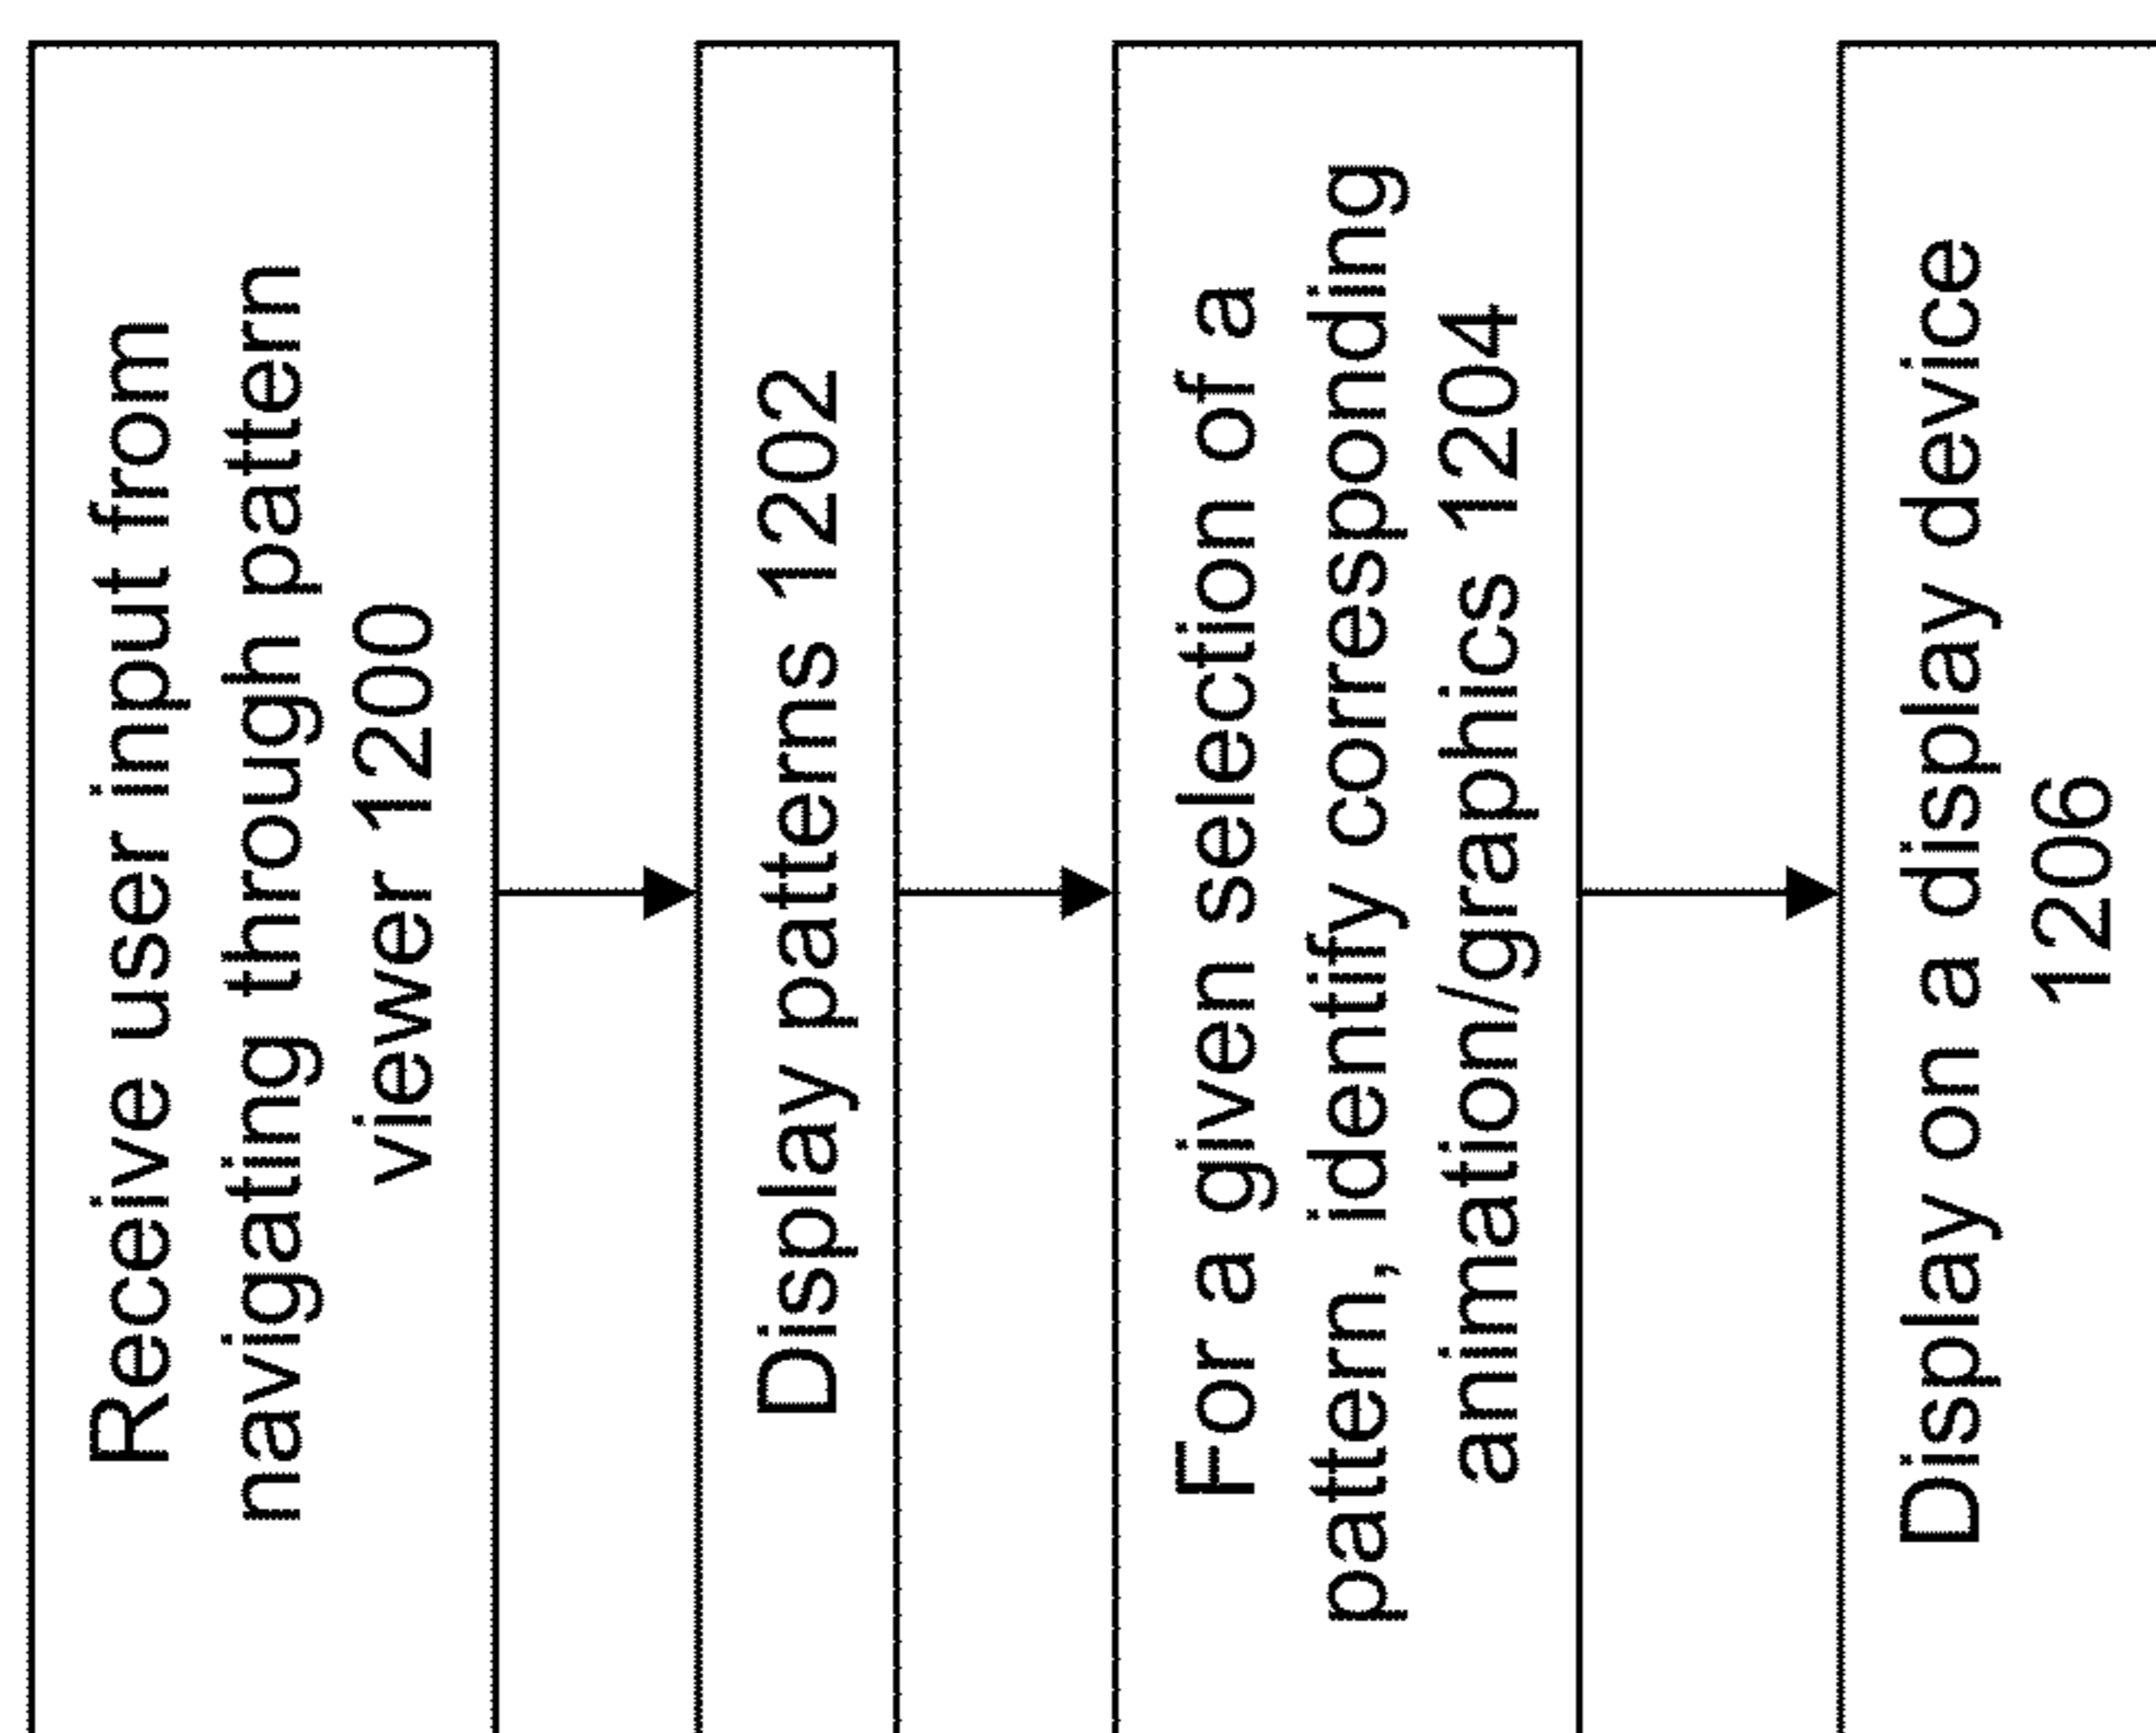 Receive user input from
navigating through pattern
viewer 1200
Display patterns 1202
For a given selection of a
pattern, identify corresponding
animation/graphics 1204
Display on a display device
1206